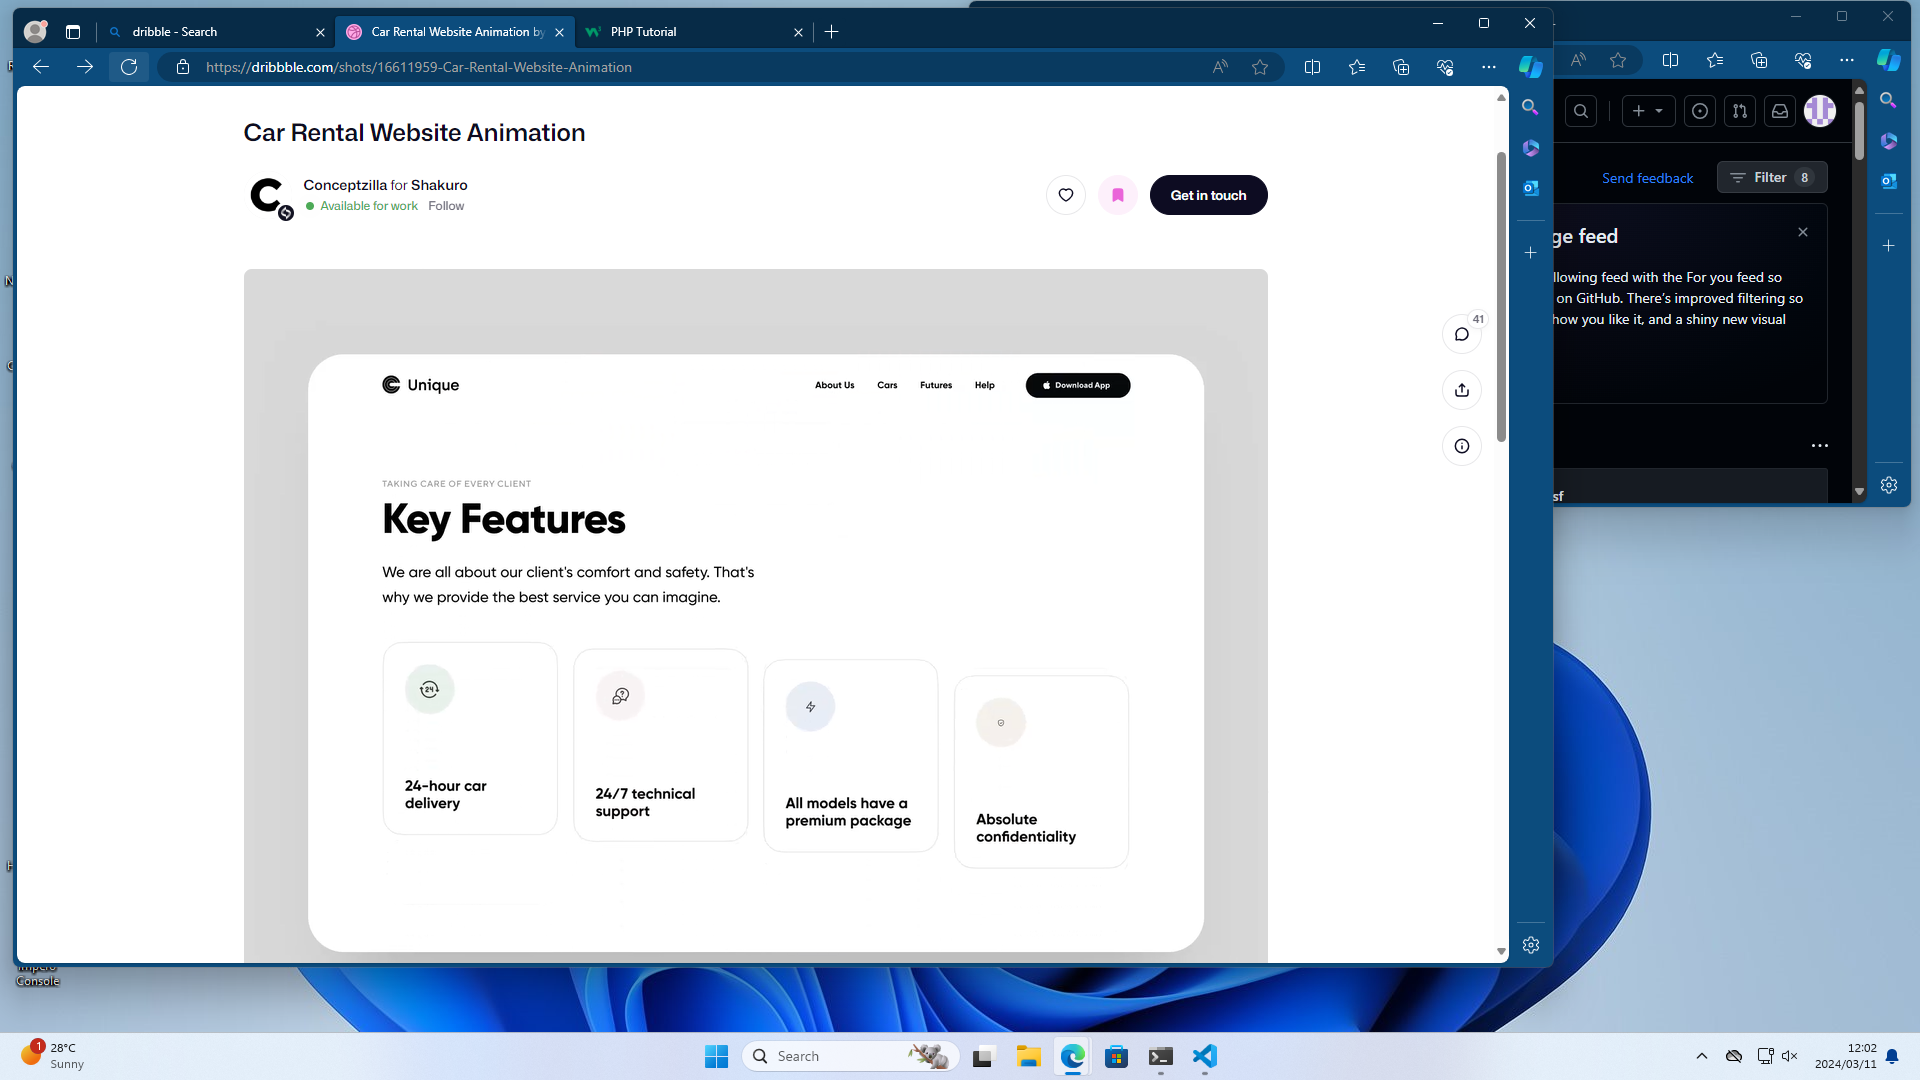 dribble - Search
Car Rental Website Animation by
PHP Tutorial
https://dribbble.com/shots/16611959-Car-Rental-Website-Animation
Car Rental Website Animation
Conceptzilla for Shakuro
Available for work Follow
Get in touch
41
Unique
About Us
Cars
Futures
Help
Download App
TAKING CARE OF EVERY CLIENT
Key Features
We are all about our client's comfort and safety. That's
why we provide the best service you can imagine.
24
24-hour car
delivery
24/7 technical
support
All models have a
premium package
Absolute
confidentiality
Send feedback
Filter 8
ge feed
llowing feed with the For you feed so
on GitHub. There's improved filtering so
how you like it, and a shiny new visual
sf
Impero
Console
1
28°C
Sunny
Search
12:02
2024/03/11